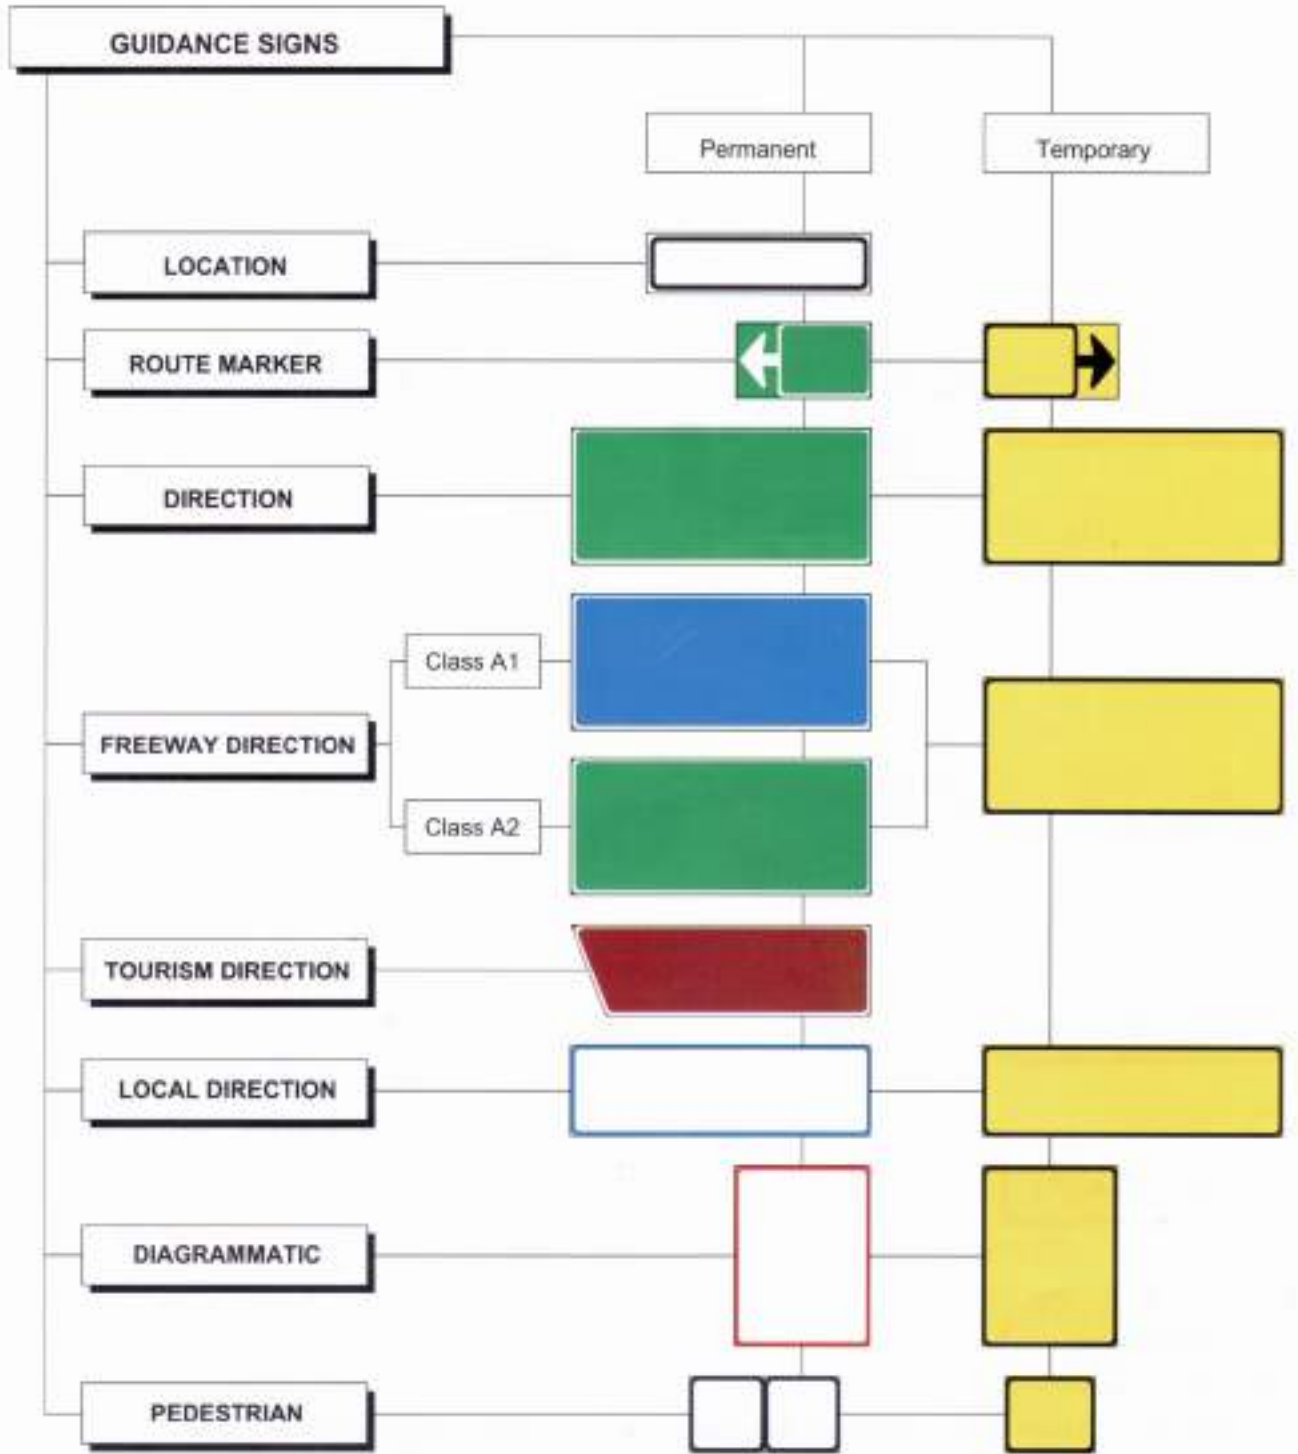 GUIDANCE SIGNS
Permanent
Temporary
LOCATION
ROUTE MARKER
DIRECTION
Class A1
FREEWAY DIRECTION
Class A2
TOURISM DIRECTION
LOCAL DIRECTION
DIAGRAMMATIC
PEDESTRIAN